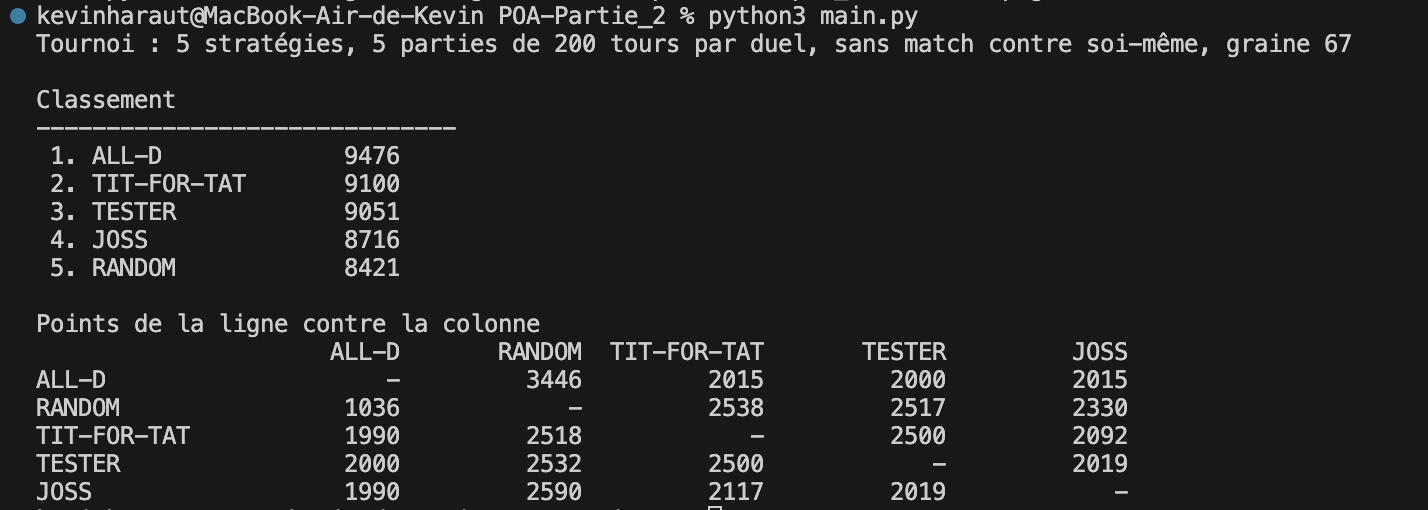 kevinharaut@MacBook-Air-de-Kevin POA-Partie_2 % python3 main.py
Tournoi : 5 stratégies, 5 parties de 200 tours par duel, sans match contre soi-même, graine 67
Classement
------------------------------
1. ALL-D 9476
2. TIT-FOR-TAT 9100
3. TESTER 9051
4. JOSS 8716
5. RANDOM 8421
Points de la ligne contre la colonne
ALL-D RANDOM TIT-FOR-TAT TESTER JOSS
ALL-D - 3446 2015 2000 2015
RANDOM 1036 - 2538 2517 2330
TIT-FOR-TAT 1990 2518 - 2500 2092
TESTER 2000 2532 2500 - 2019
JOSS 1990 2590 2117 2019 -